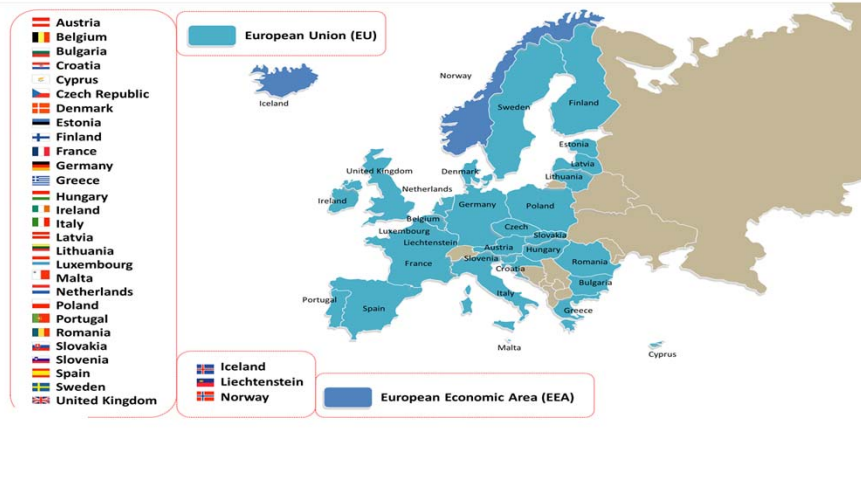 Austria
Belgium
Bulgaria
Croatia
Cyprus
Czech Republic
Denmark
Estonia
Finland
France
Germany
Greece
Hungary
Ireland
Italy
Latvia
Lithuania
Luxembourg
Malta
Netherlands
Poland
Portugal
Romania
Slovakia
Slovenia
Spain
Sweden
United Kingdom
European Union (EU)
Norway
Iceland
Sweden
Finland
Estonia
Latvia
Lithuania
United Kingdom
Denmark
Netherlands
Ireland
Germany
Poland
Belgium
Czech
Luxembourg
Slovakia
Liechtenstein
Austria
Hungary
Slovenia
France
Romania
Croatia
Bulgaria
Italy
Portugal
Spain
Greece
Malta
Cyprus
Iceland
Liechtenstein
Norway
European Economic Area (EEA)